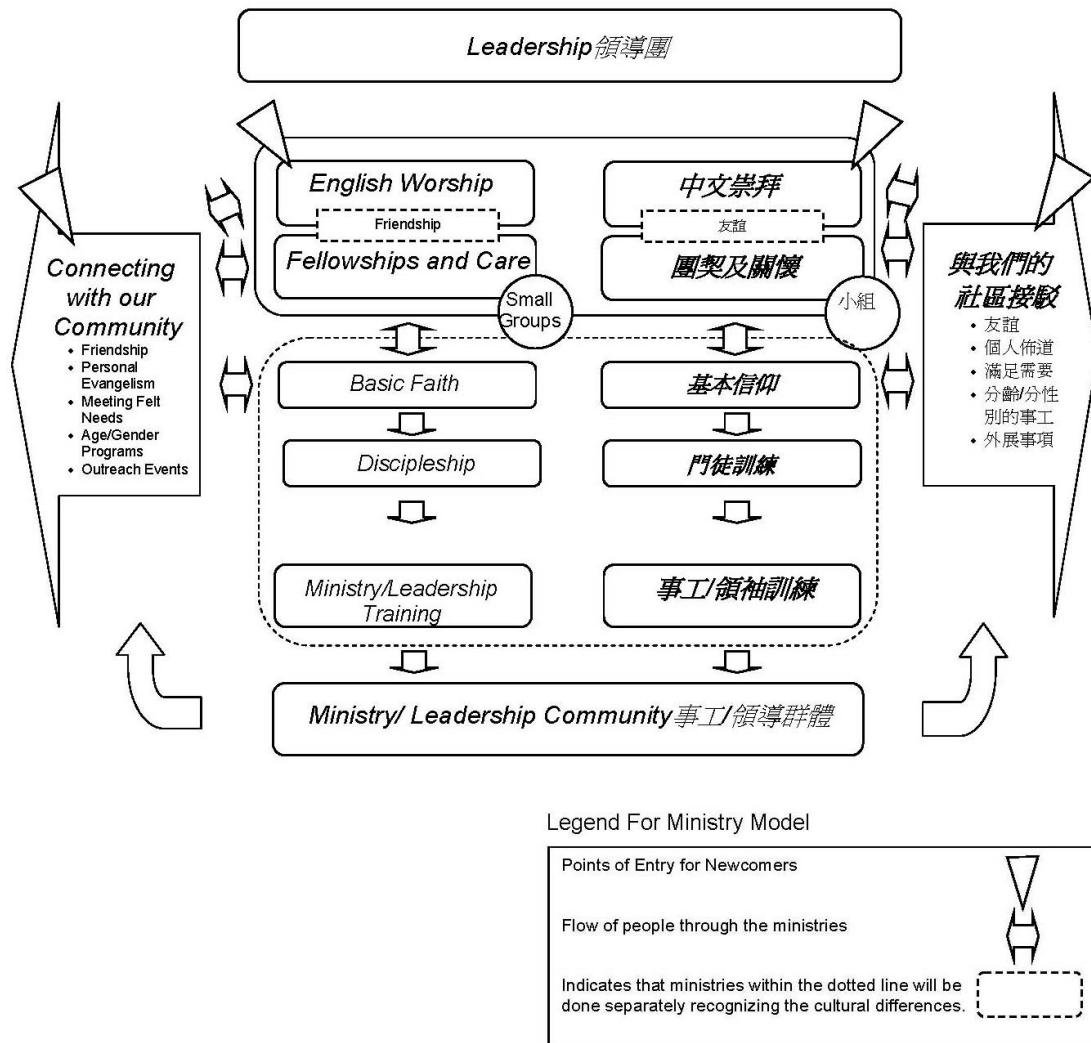 Leadership領導團
English Worship
Friendship
Fellowships and Care
Small
Groups
中文崇拜
友誼
團契及關懷
小組
Connecting
with our
Community
• Friendship
• Personal
Evangelism
• Meeting Felt
Needs
• Age/Gender
Programs
• Outreach Events
與我們的
社區接駁
• 友誼
• 個人佈道
• 滿足需要
• 分齡/分性
別的事工
• 外展事項
Basic Faith
Discipleship
Ministry/Leadership
Training
基本信仰
門徒訓練
事工/領袖訓練
Ministry/ Leadership Community事工/領導群體
Legend For Ministry Model
Points of Entry for Newcomers
Flow of people through the ministries
Indicates that ministries within the dotted line will be
done separately recognizing the cultural differences.